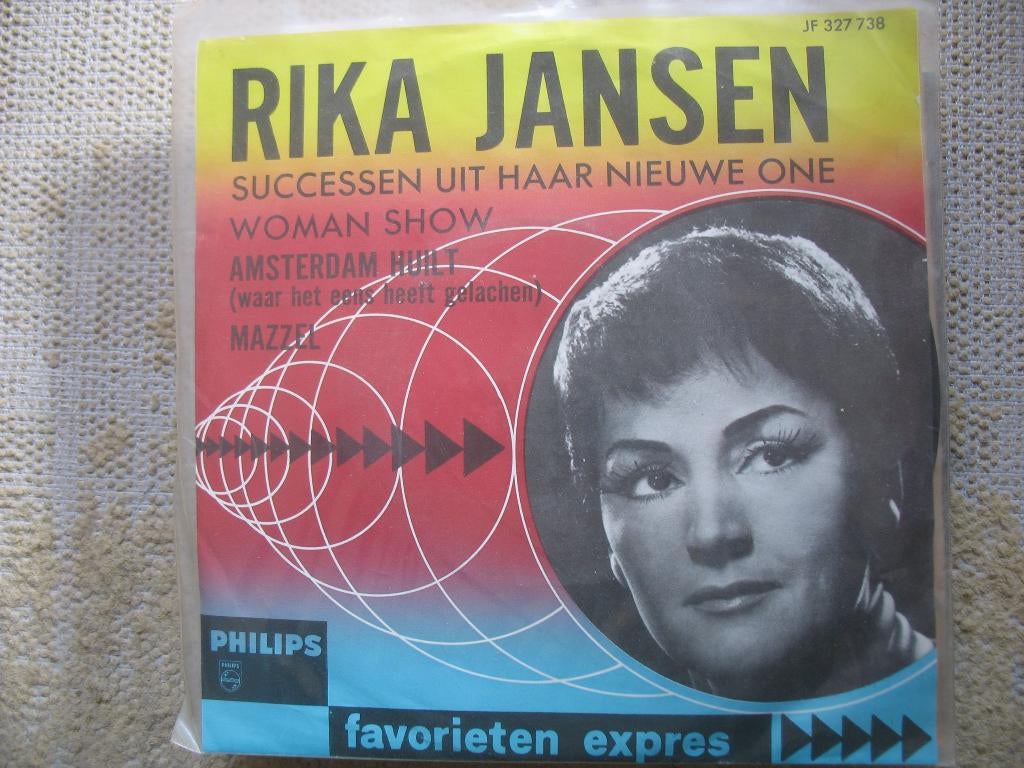 JF 327 738
RIKA JANSEN
SUCCESSEN UIT HAAR NIEUWE ONE
WOMAN SHOW
AMSTERDAM HUILT
(waar het eens heeft gelachen)
MAZZEL
PHILIPS
PHILIPS
favorieten expres